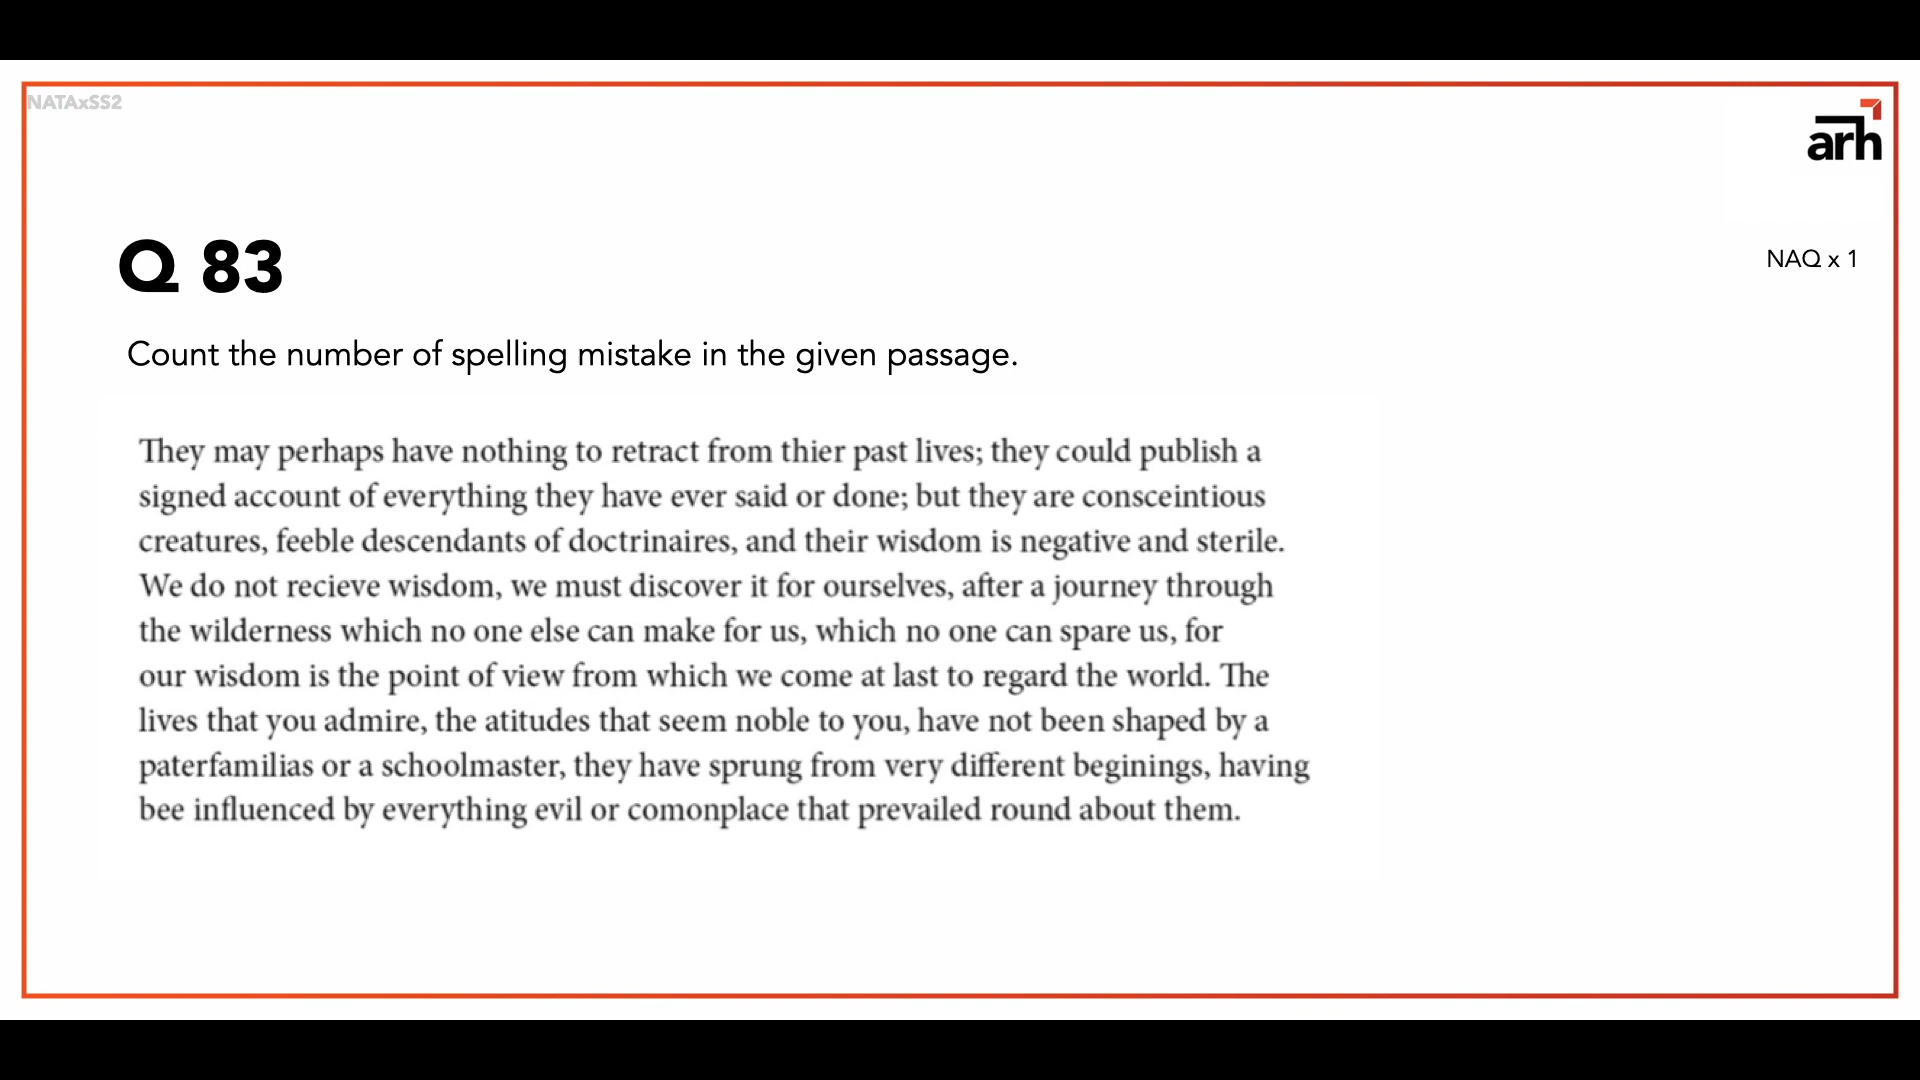 NATAxSS2
arh
Q 83
NAQ x 1
Count the number of spelling mistake in the given passage.
They may perhaps have nothing to retract from thier past lives; they could publish a
signed account of everything they have ever said or done; but they are consceintious
creatures, feeble descendants of doctrinaires, and their wisdom is negative and sterile.
We do not recieve wisdom, we must discover it for ourselves, after a journey through
the wilderness which no one else can make for us, which no one can spare us, for
our wisdom is the point of view from which we come at last to regard the world. The
lives that you admire, the atitudes that seem noble to you, have not been shaped by a
paterfamilias or a schoolmaster, they have sprung from very different beginings, having
bee influenced by everything evil or comonplace that prevailed round about them.